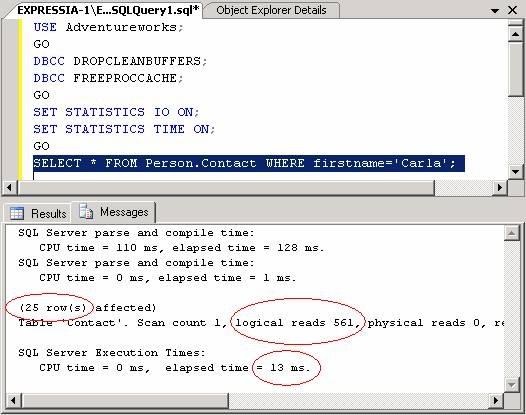 EXPRESSIA-1\E...SQLQuery1.sql* Object Explorer Details
USE Adventureworks;
GO
DBCC DROPCLEANBUFFERS;
DBCC FREEPROCCACHE;
GO
SET STATISTICS IO ON;
SET STATISTICS TIME ON;
GO
SELECT * FROM Person.Contact WHERE firstname='Carla';
Results Messages
SQL Server parse and compile time:
CPU time = 110 ms, elapsed time = 128 ms.
SQL Server parse and compile time:
CPU time = 0 ms, elapsed time = 1 ms.
(25 row(s) affected)
Table 'Contact'. Scan count 1, logical reads 561, physical reads 0, re
SQL Server Execution Times:
CPU time = 0 ms, elapsed time = 13 ms.